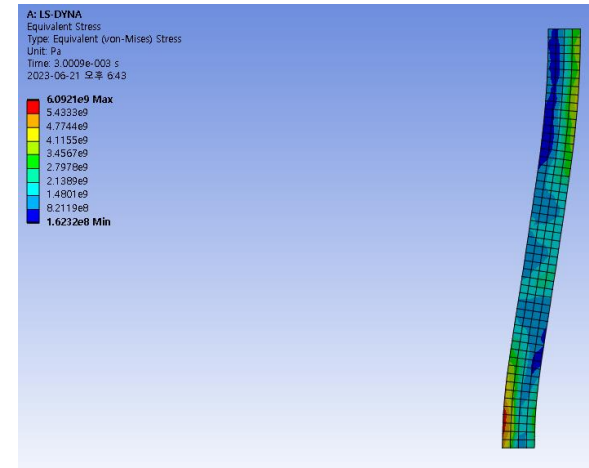 A: LS-DYNA
Equivalent Stress
Type: Equivalent (von-Mises) Stress
Unit: Pa
Time: 3.0009e-003 s
2023-06-21 오후 6:43
6.0921e9 Max
5.4333e9
4.7744e9
4.1155e9
3.4567e9
2.7978e9
2.1389e9
1.4801e9
8.2119e8
1.6232e8 Min